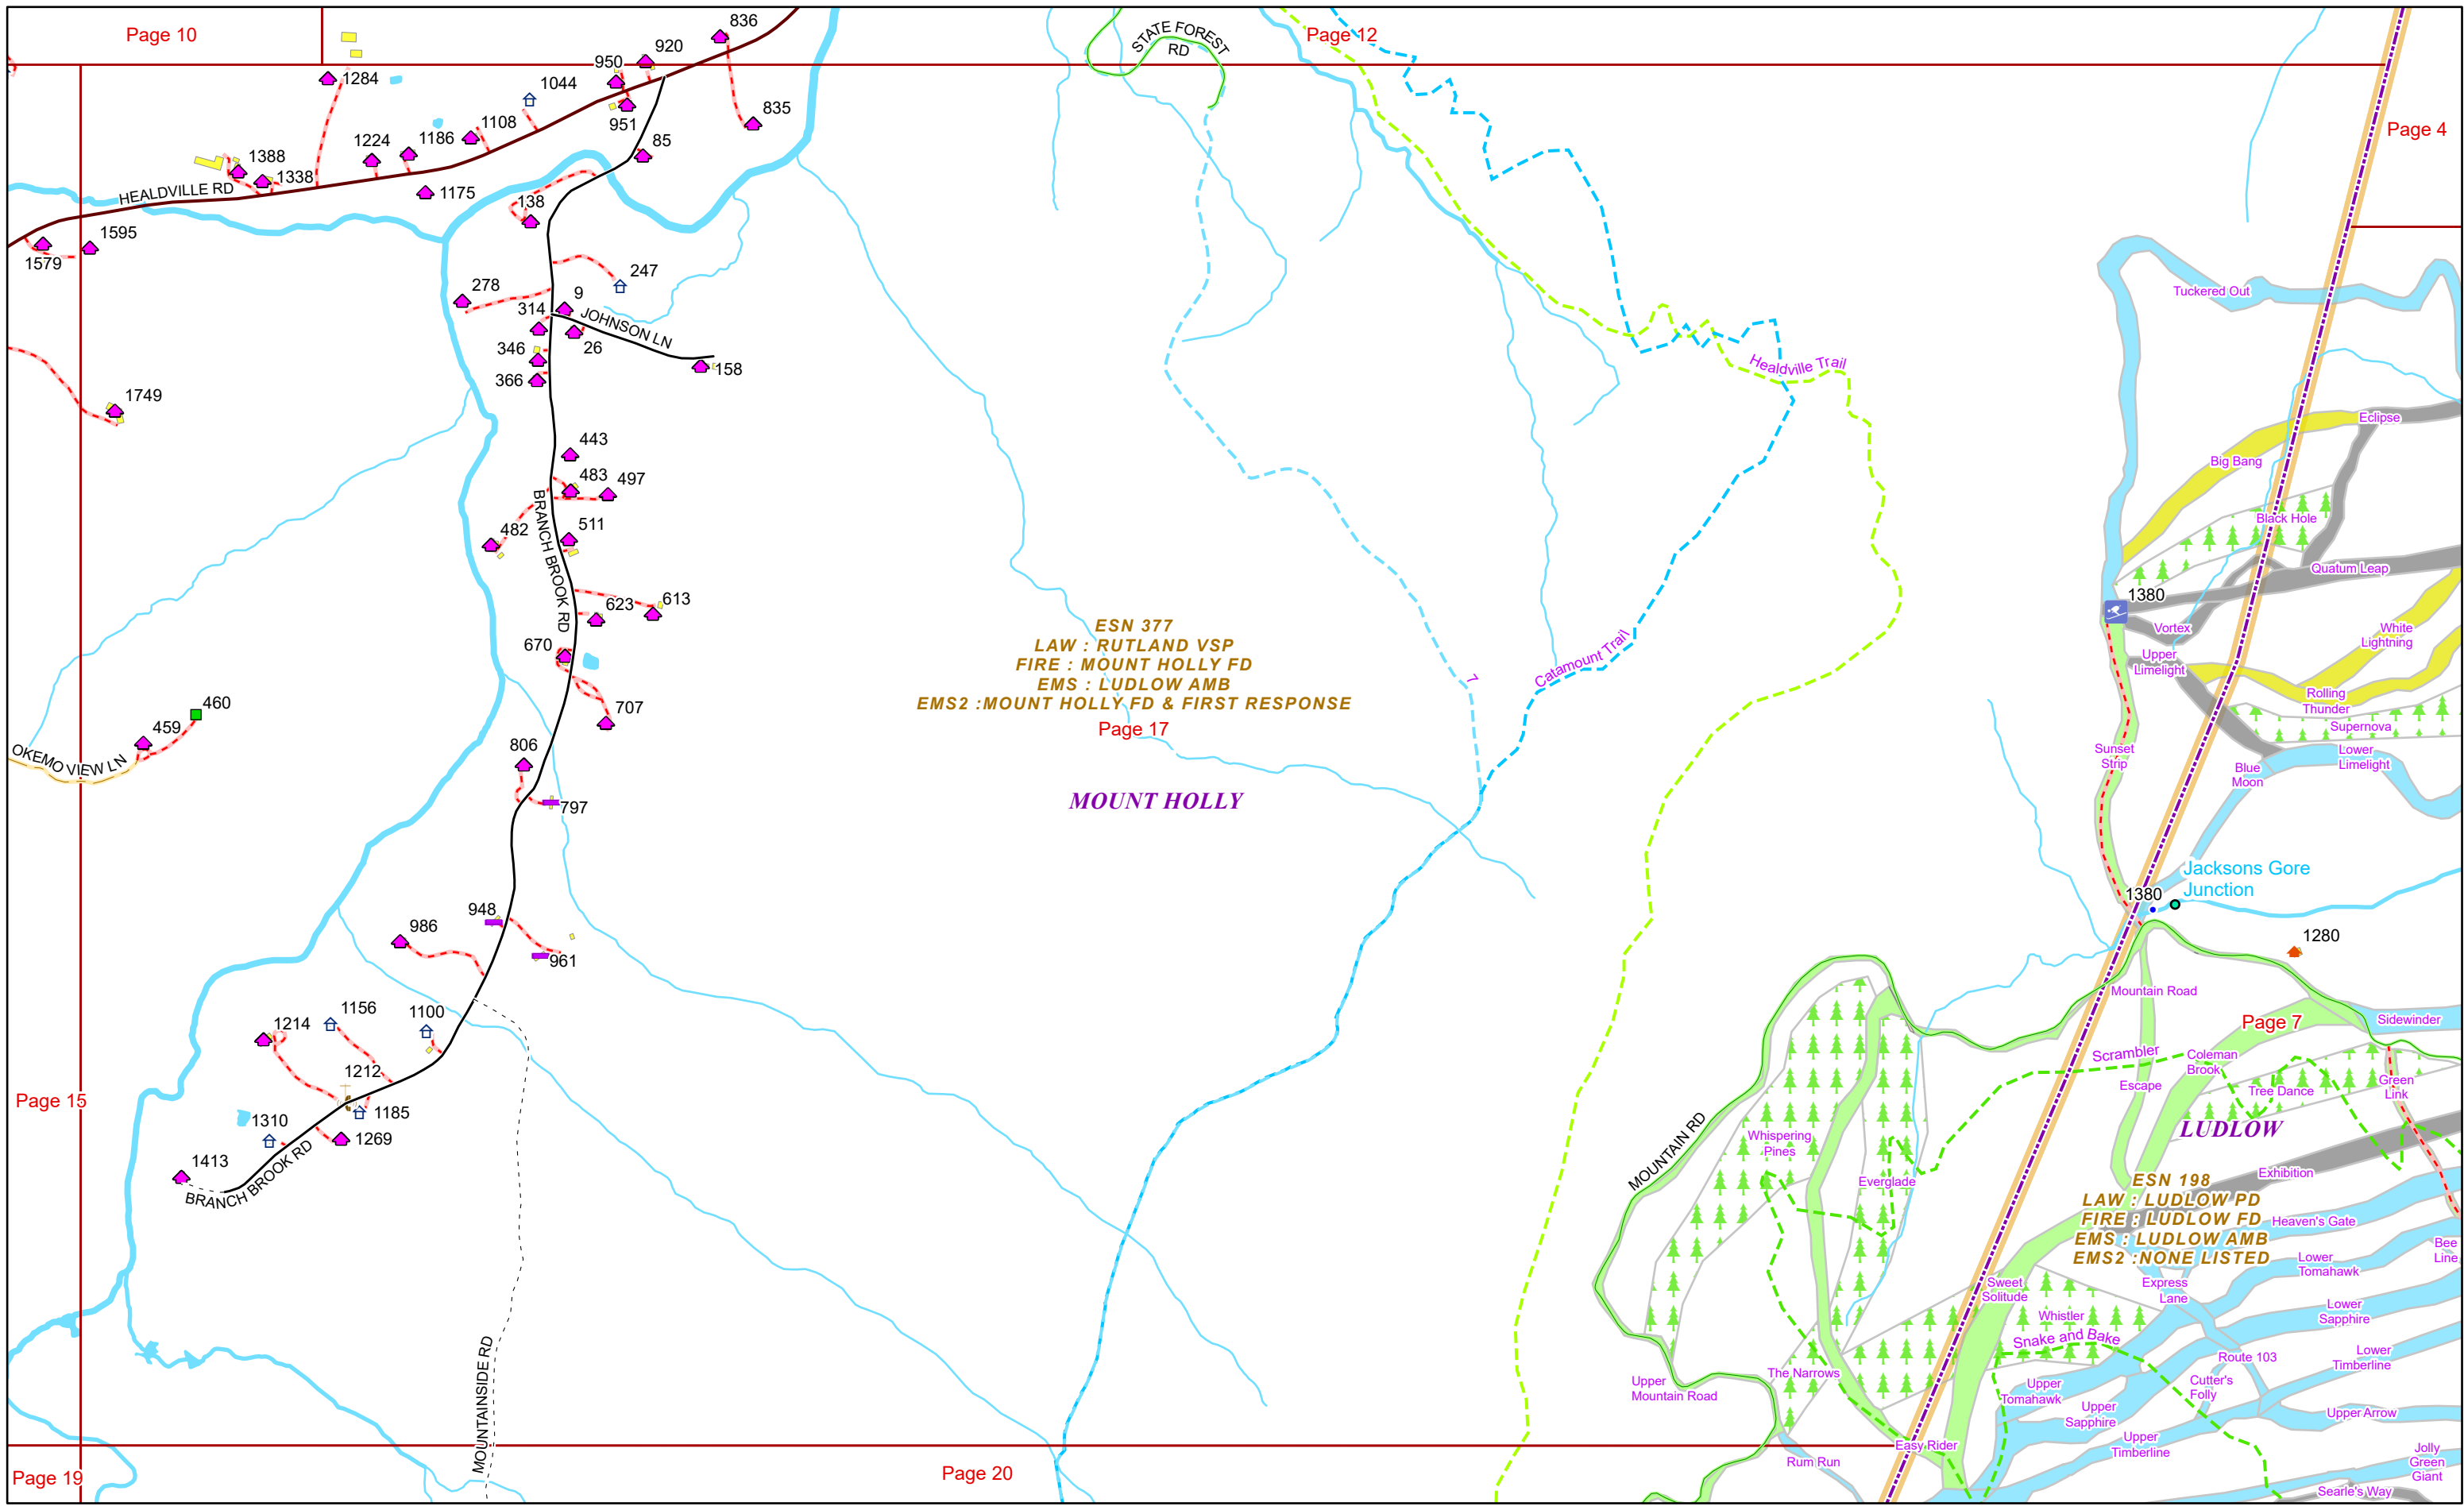 Page 10
836
STATE FOREST
RD
Page 12
920
950
1284
1044
835
951
Page 4
1108
1224
1186
85
1388
1338
HEALDVILLE RD
1175
138
1595
1579
247
278
9
314
JOHNSON LN
346
26
366
158
Tuckered Out
Healdville Trail
1749
Eclipse
443
Big Bang
483
497
Black Hole
482
511
BRANCH BROOK RD
Quatum Leap
1380
623
613
ESN 377
LAW : RUTLAND VSP
FIRE : MOUNT HOLLY FD
EMS : LUDLOW AMB
EMS2 :MOUNT HOLLY FD & FIRST RESPONSE
Page 17
Vortex
White
Lightning
670
Catamount Trail
7
Upper
Limelight
Rolling
Thunder
Supernova
460
707
459
OKEMO VIEW LN
806
Sunset
Strip
Lower
Limelight
Blue
Moon
797
MOUNT HOLLY
Jacksons Gore
Junction
1380
948
986
961
1280
Mountain Road
1156
1100
1214
Page 7
Sidewinder
Scrambler
Coleman
Brook
1212
Escape
Tree Dance
Green
Link
Page 15
1185
1310
1269
MOUNTAIN RD
Whispering
Pines
LUDLOW
1413
BRANCH BROOK RD
Everglade
Exhibition
ESN 198
LAW : LUDLOW PD
FIRE : LUDLOW FD
EMS : LUDLOW AMB
EMS2 :NONE LISTED
Heaven's Gate
Bee
Line
Lower
Tomahawk
Sweet
Solitude
Express
Lane
Lower
Sapphire
Whistler
Snake and Bake
MOUNTAINSIDE RD
Route 103
Lower
Timberline
The Narrows
Upper
Mountain Road
Upper
Tomahawk
Cutter's
Folly
Upper
Sapphire
Upper Arrow
Easy Rider
Upper
Timberline
Rum Run
Jolly
Green
Giant
Page 19
Page 20
Searle's Way